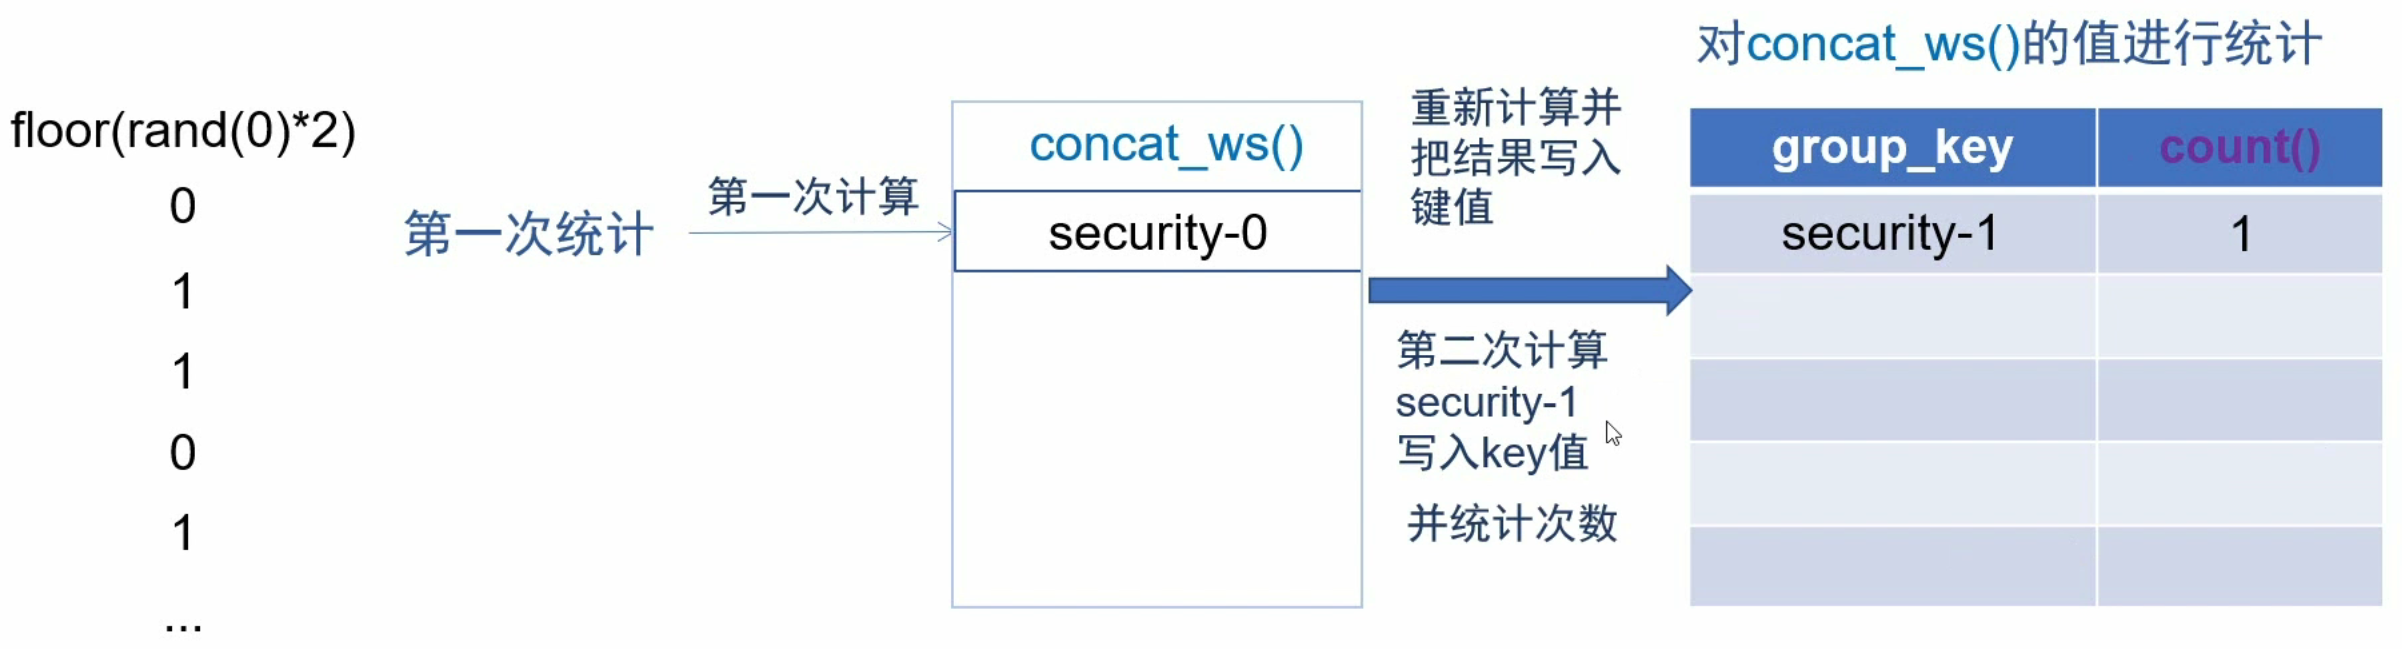 对concat_ws()的值进行统计
floor(rand(0)*2)
0
1
1
0
1
...
第一次统计
第一次计算
concat_ws()
security-0
重新计算并
把结果写入
键值
第二次计算
security-1
写入key值
并统计次数
group_key count()
security-1 1